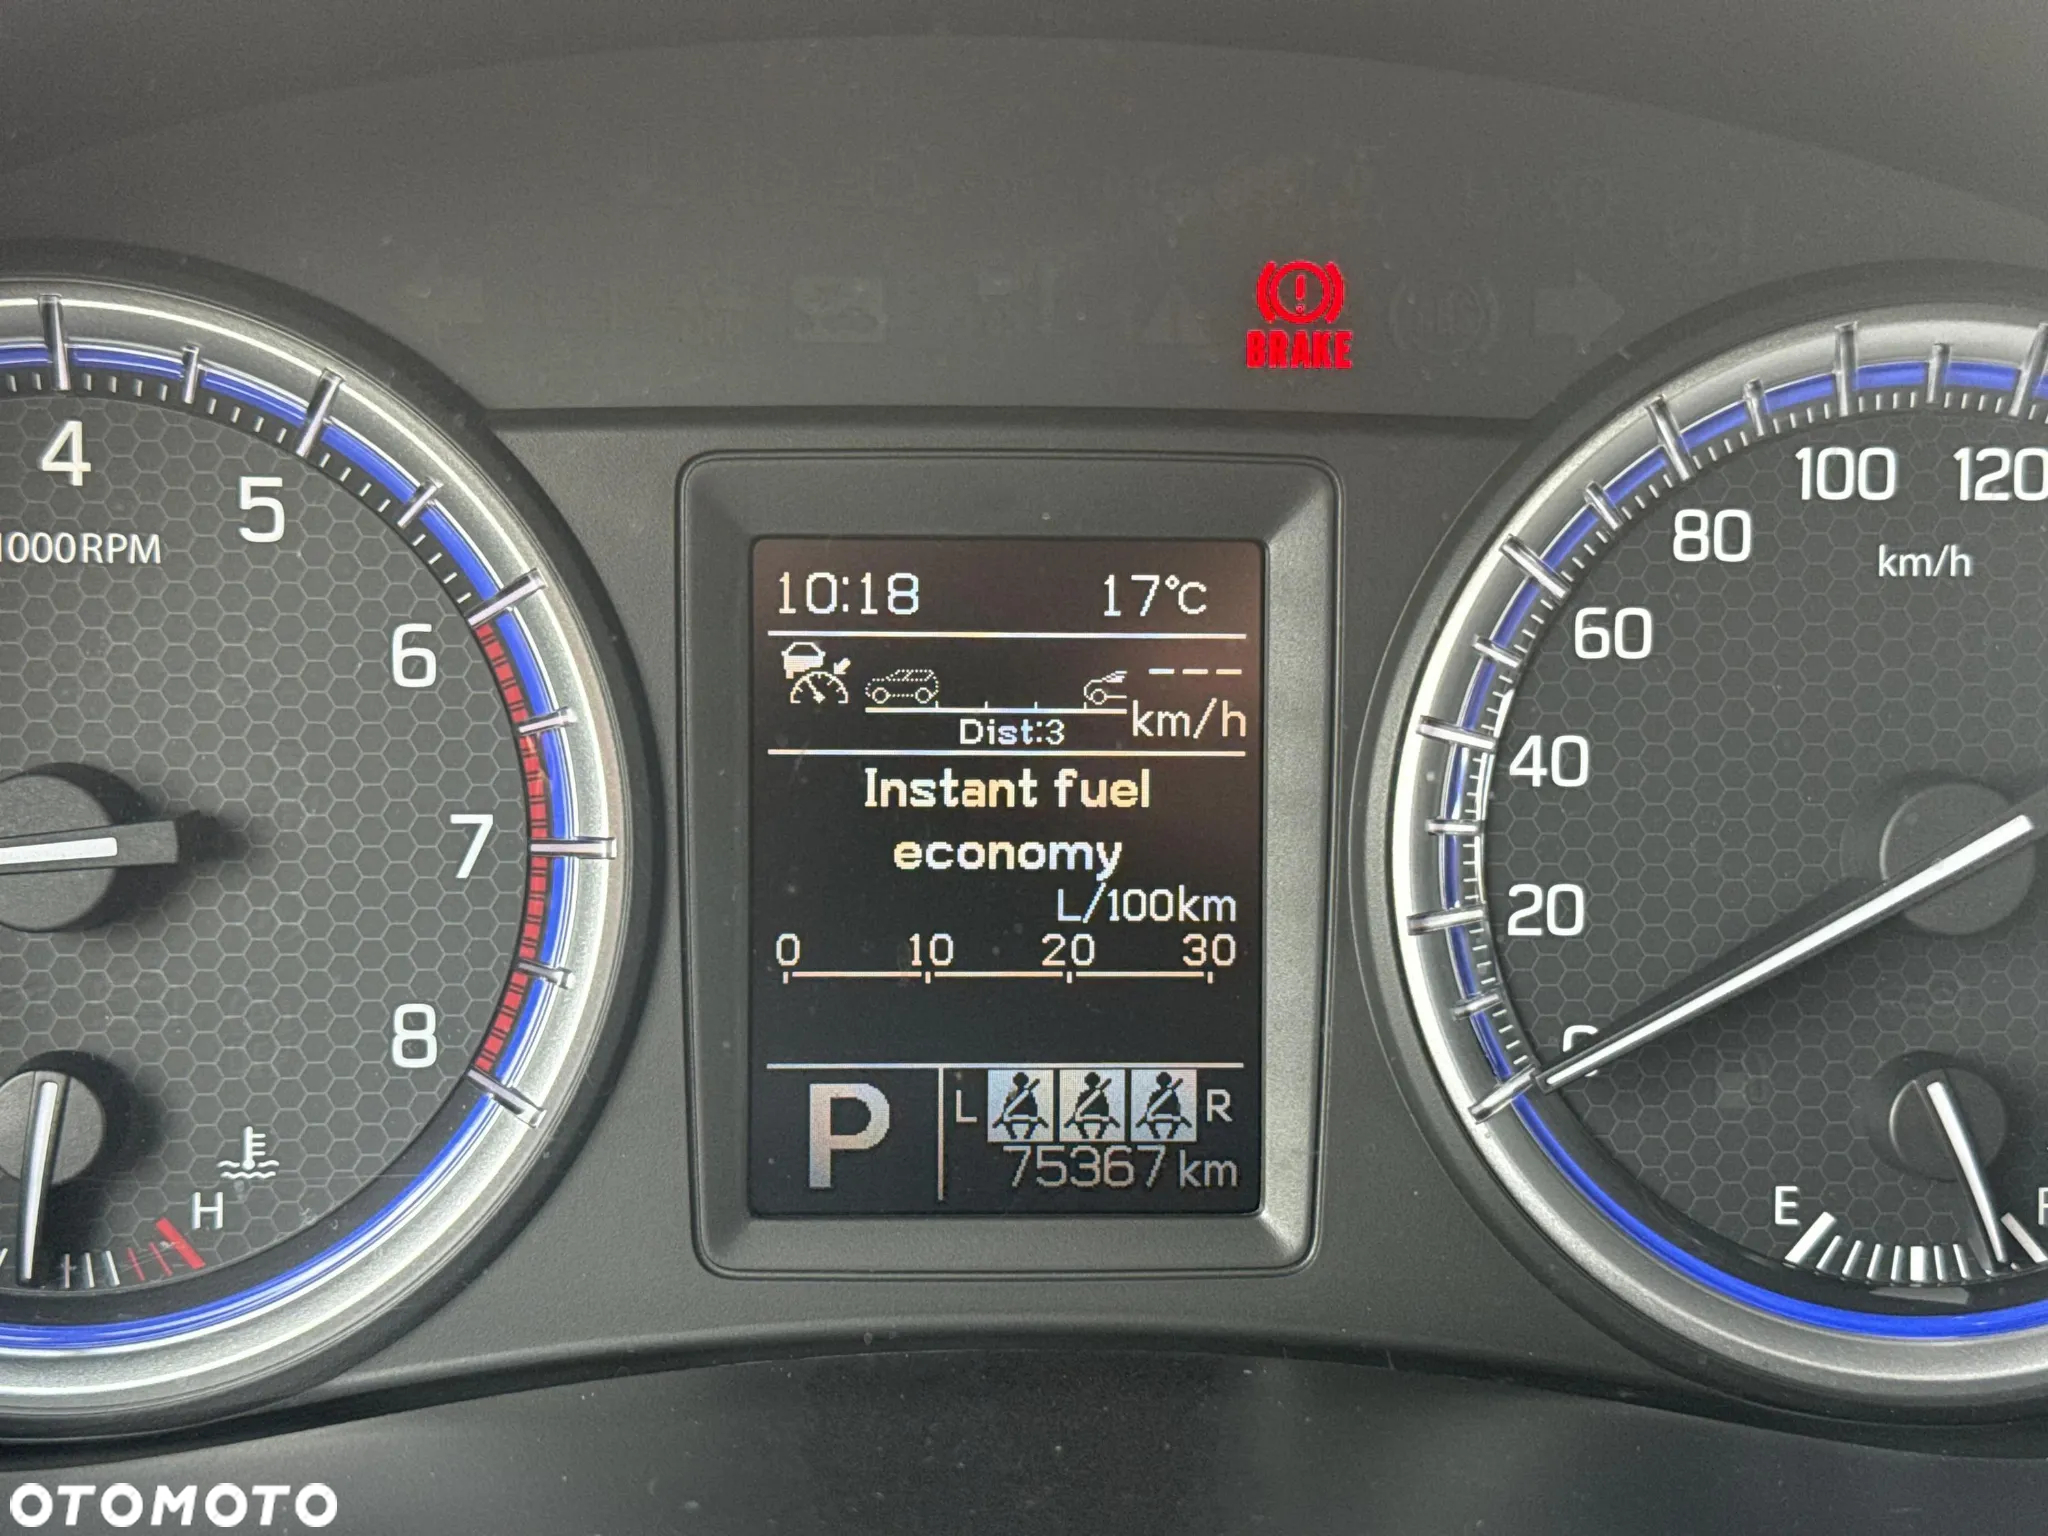 BRAKE
4
5
6
7
8
1000RPM
H
10:18 17°C
--- km/h
Dist:3
Instant fuel
economy
L/100km
0 10 20 30
P L R
75367 km
0
20
40
60
80
100
120
km/h
E
F
OTOMOTO